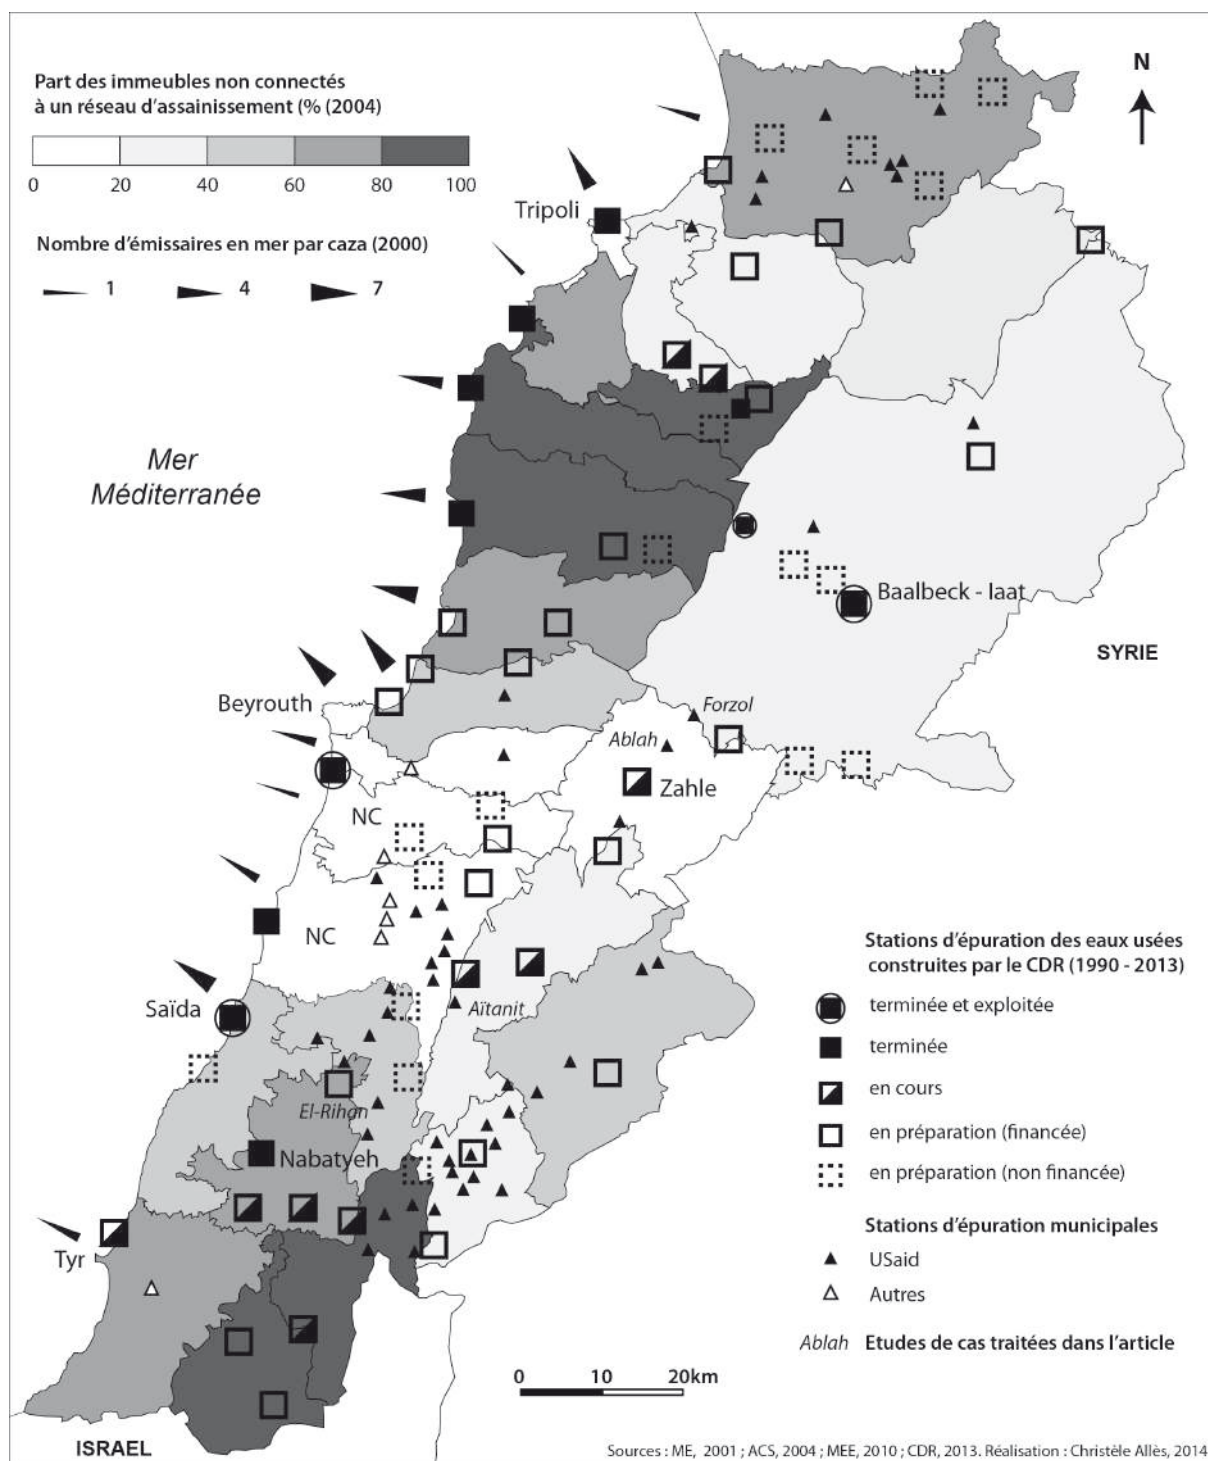 Part des immeubles non connectés
à un réseau d'assainissement (% (2004)
0 20 40 60 80 100
Nombre d'émissaires en mer par caza (2000)
1 4 7
N
Tripoli
Mer
Méditerranée
Baalbeck - Iaat
SYRIE
Beyrouth
Forzol
Ablah
Zahle
NC
NC
Saïda
Aïtanit
El-Rihan
Nabatyeh
Tyr
ISRAEL
Stations d'épuration des eaux usées
construites par le CDR (1990 - 2013)
terminée et exploitée
terminée
en cours
en préparation (financée)
en préparation (non financée)
Stations d'épuration municipales
USaid
Autres
Ablah Etudes de cas traitées dans l'article
0 10 20km
Sources : ME, 2001 ; ACS, 2004 ; MEE, 2010 ; CDR, 2013. Réalisation : Christèle Allès, 2014